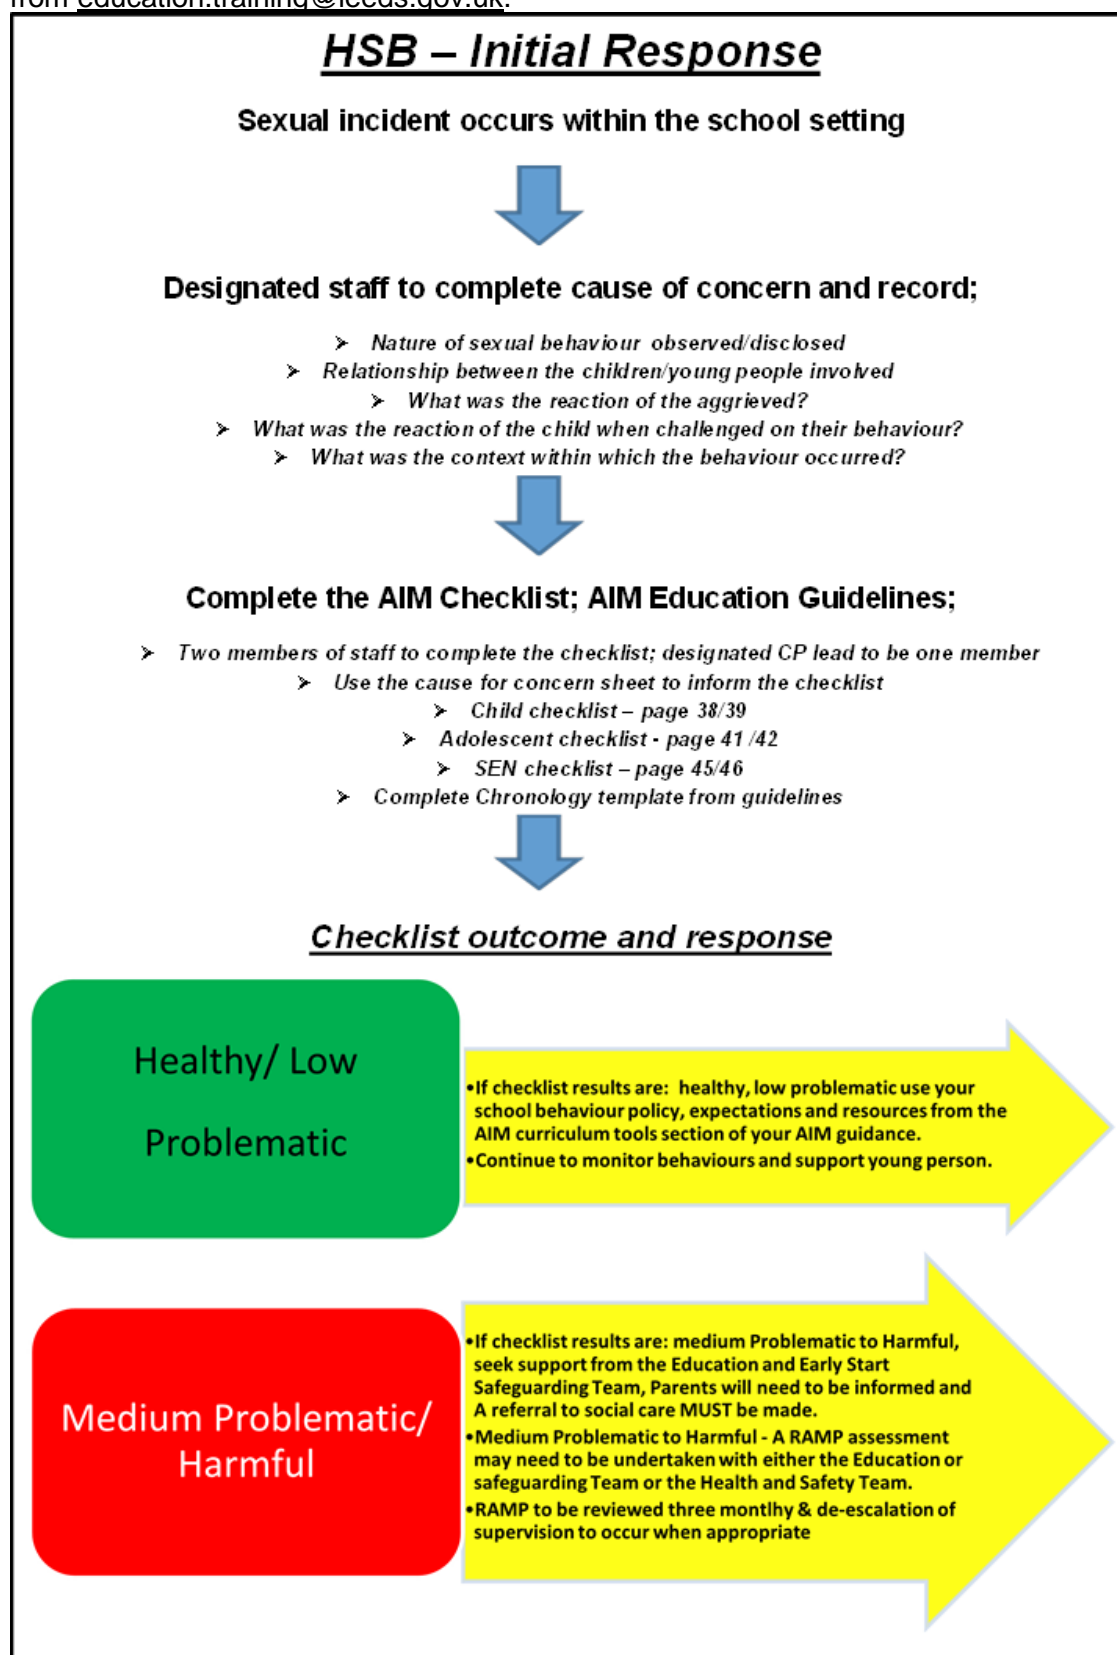 from education.training@leeds.gov.uk.
HSB – Initial Response
Sexual incident occurs within the school setting
Designated staff to complete cause of concern and record;
➢ Nature of sexual behaviour observed/disclosed
➢ Relationship between the children/young people involved
➢ What was the reaction of the aggrieved?
➢ What was the reaction of the child when challenged on their behaviour?
➢ What was the context within which the behaviour occurred?
Complete the AIM Checklist; AIM Education Guidelines;
➢ Two members of staff to complete the checklist; designated CP lead to be one member
➢ Use the cause for concern sheet to inform the checklist
➢ Child checklist – page 38/39
➢ Adolescent checklist - page 41 /42
➢ SEN checklist – page 45/46
➢ Complete Chronology template from guidelines
Checklist outcome and response
Healthy/ Low
Problematic
•If checklist results are: healthy, low problematic use your
school behaviour policy, expectations and resources from the
AIM curriculum tools section of your AIM guidance.
•Continue to monitor behaviours and support young person.
Medium Problematic/
Harmful
•If checklist results are: medium Problematic to Harmful,
seek support from the Education and Early Start
Safeguarding Team, Parents will need to be informed and
A referral to social care MUST be made.
•Medium Problematic to Harmful - A RAMP assessment
may need to be undertaken with either the Education or
safeguarding Team or the Health and Safety Team.
•RAMP to be reviewed three montlhy & de-escalation of
supervision to occur when appropriate